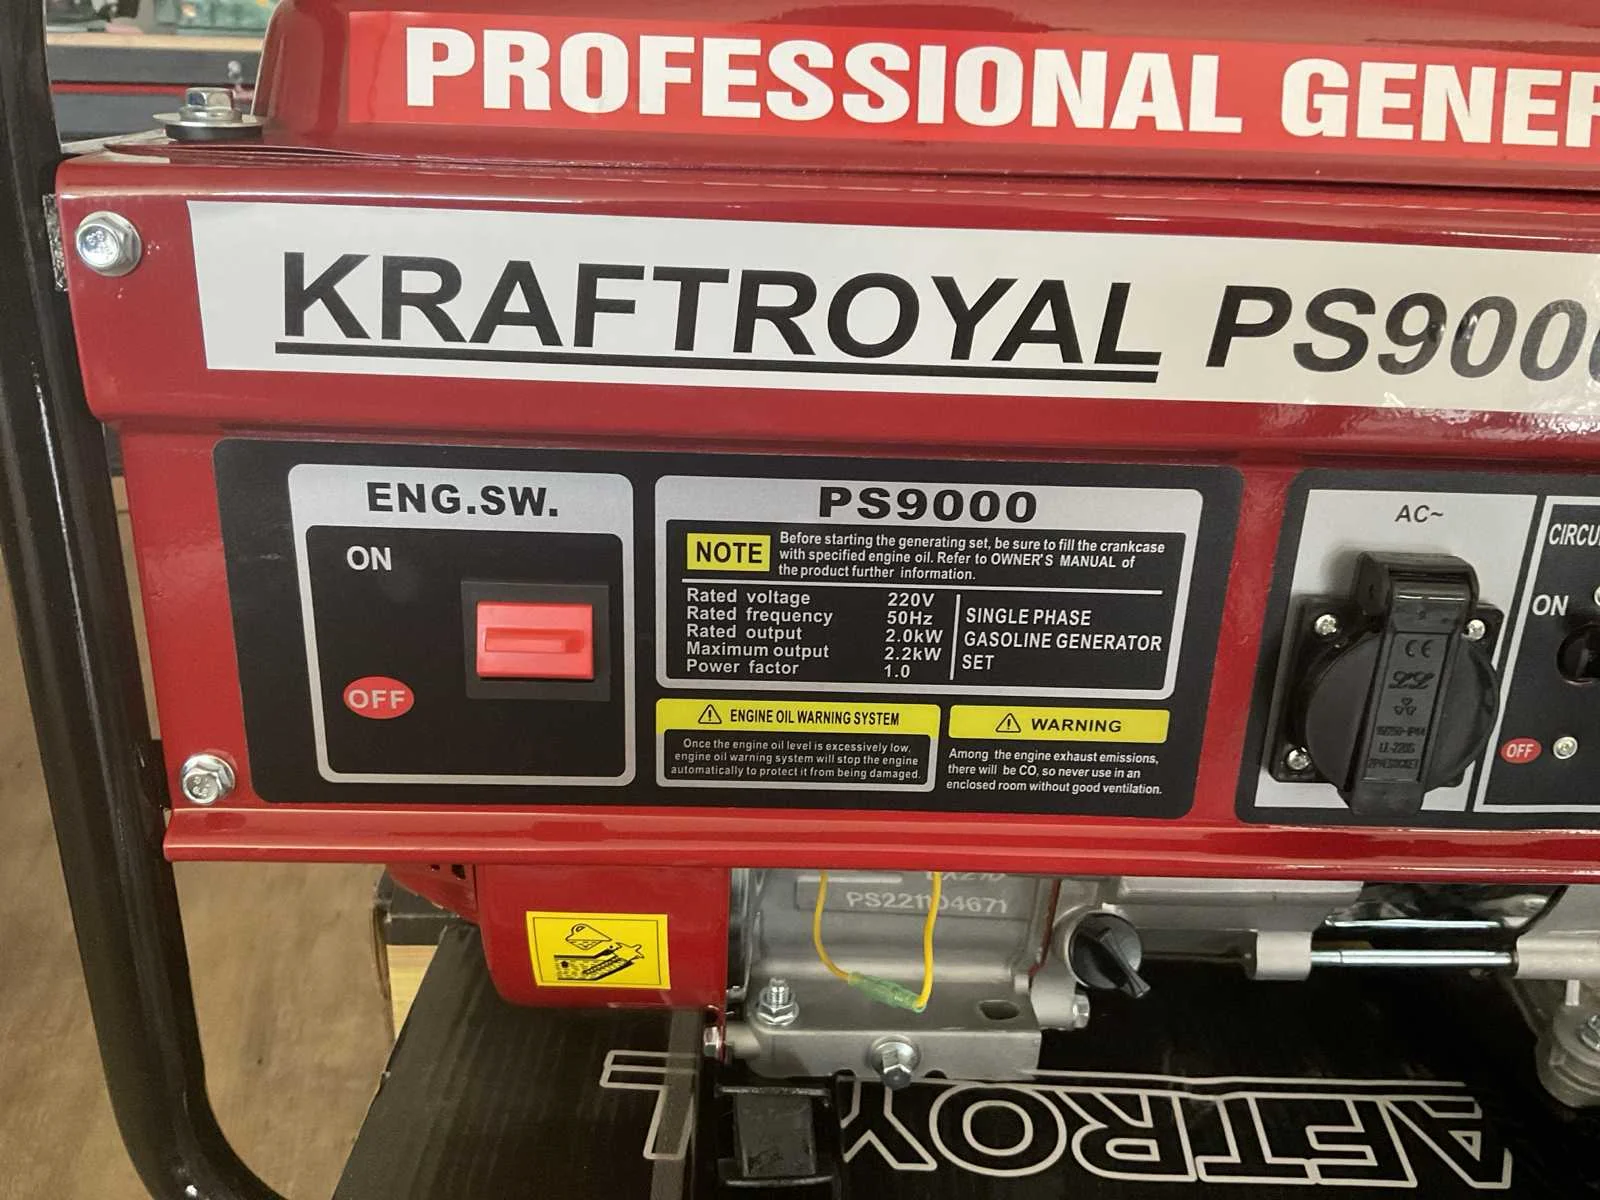 PROFESSIONAL GENER
KRAFTROYAL PS9000
ENG.SW.
ON
OFF
PS9000
NOTE
Before starting the generating set, be sure to fill the crankcase
with specified engine oil. Refer to OWNER'S MANUAL of
the product further information.
Rated voltage 220V
Rated frequency 50Hz
Rated output 2.0kW
Maximum output 2.2kW
Power factor 1.0
SINGLE PHASE
GASOLINE GENERATOR
SET
ENGINE OIL WARNING SYSTEM
Once the engine oil level is excessively low,
engine oil warning system will stop the engine
automatically to protect it from being damaged.
WARNING
Among the engine exhaust emissions,
there will be CO, so never use in an
enclosed room without good ventilation.
AC~
CE
CIRCU
ON
OFF
PS221104671
AFTROY L